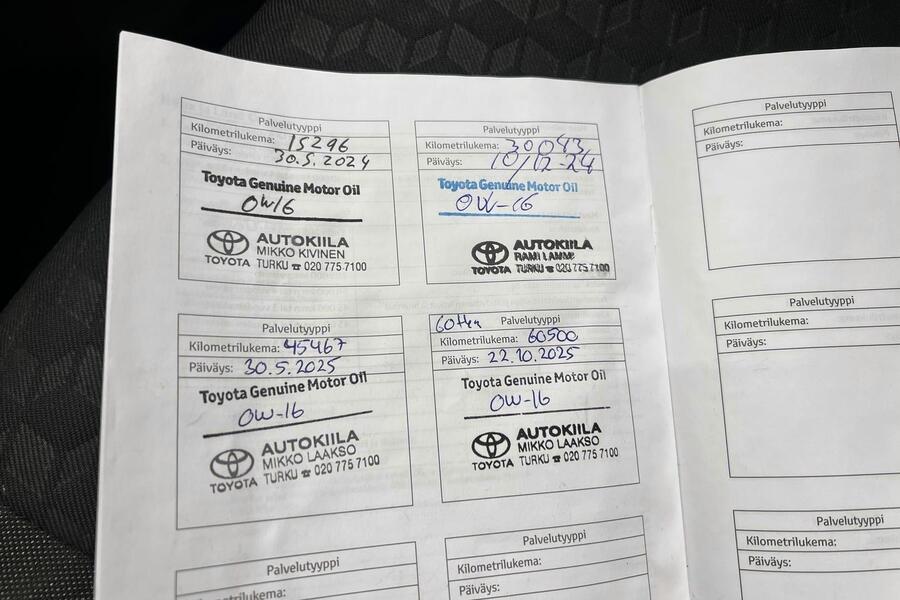 Palvelutyyppi
Kilometrilukema: 15296
Päiväys: 30.5.2024
Toyota Genuine Motor Oil
0W16
AUTOKIILA
MIKKO KIVINEN
TOYOTA TURKU ☎ 020 775 7100
Palvelutyyppi
Kilometrilukema: 30043
Päiväys: 10/12-24
Toyota Genuine Motor Oil
0W-16
AUTOKIILA
RAMI
TOYOTA TURKU ☎ 020 775 7100
Palvelutyyppi
Kilometrilukema: 45467
Päiväys: 30.5.2025
Toyota Genuine Motor Oil
0W-16
AUTOKIILA
MIKKO LAAKSO
TOYOTA TURKU ☎ 020 775 7100
Palvelutyyppi
Kilometrilukema: 60500
Päiväys: 22.10.2025
Toyota Genuine Motor Oil
0W-16
AUTOKIILA
MIKKO LAAKSO
TOYOTA TURKU ☎ 020 775 7100
Palvelutyyppi
Kilometrilukema:
Palvelutyyppi
Kilometrilukema:
Päiväys:
Palvelutyyppi
Kilometrilukema:
Päiväys:
Palvelutyyppi
Kilometrilukema:
Päiväys:
Palvelutyyppi
Kilometrilukema:
Päiväys: